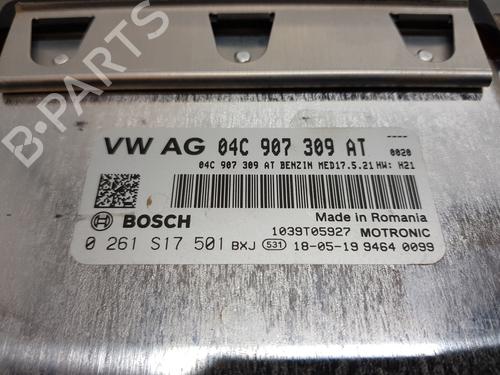 VW AG 04C 907 309 AT
0020
04C 907 309 AT BENZIN MED17.5.21 HW: H21
BOSCH
Made in Romania
1039T05927 MOTRONIC
0 261 S17 501 BXJ 531 18-05-19 9464 0099
B-PARTS